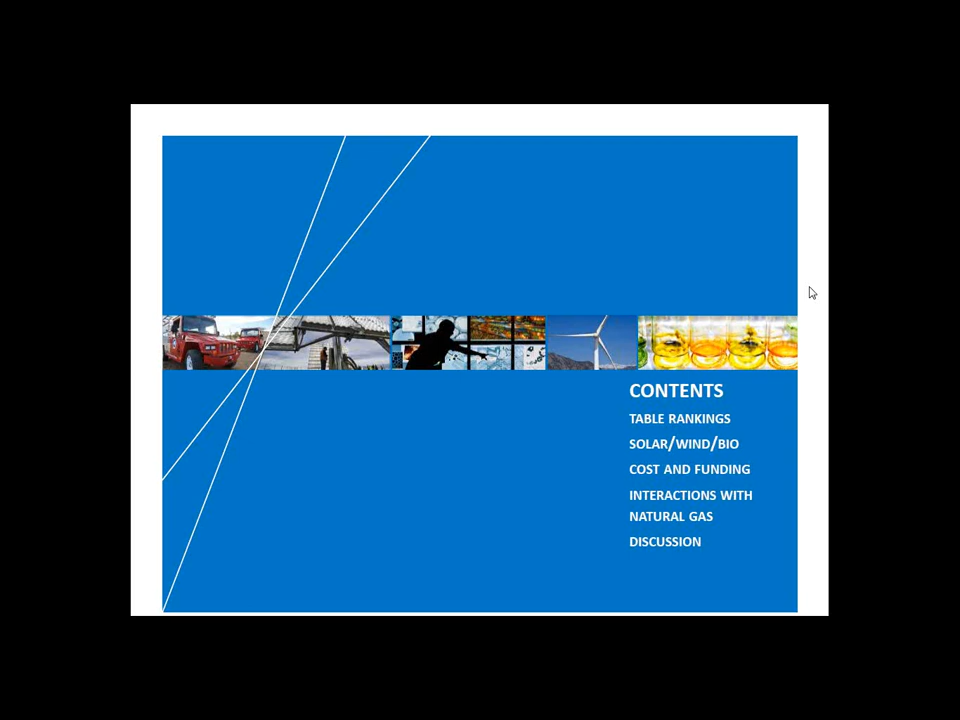 CONTENTS
TABLE RANKINGS
SOLAR/WIND/BIO
COST AND FUNDING
INTERACTIONS WITH
NATURAL GAS
DISCUSSION